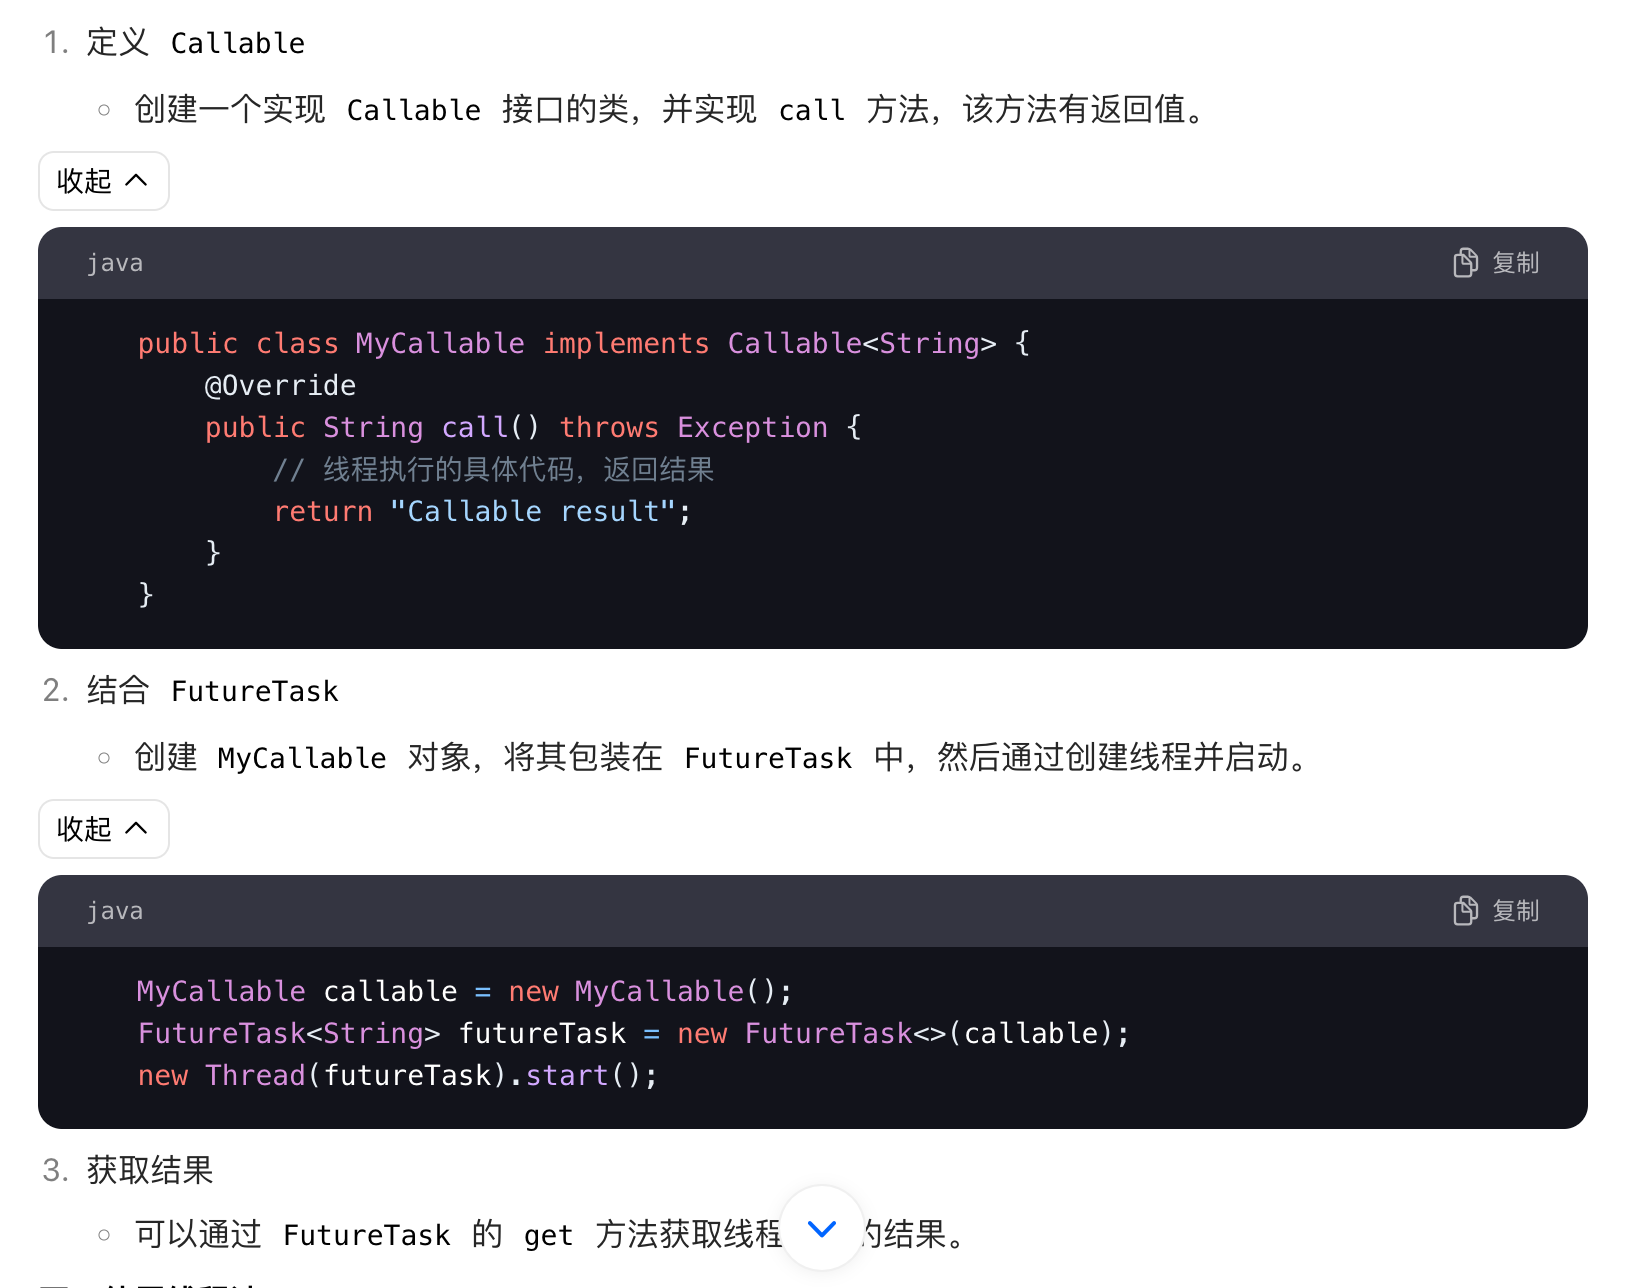 1. 定义 Callable
创建一个实现 Callable 接口的类，并实现 call 方法，该方法有返回值。
收起
java 复制
public class MyCallable implements Callable<String> {
@Override
public String call() throws Exception {
// 线程执行的具体代码，返回结果
return "Callable result";
}
}
2. 结合 FutureTask
创建 MyCallable 对象，将其包装在 FutureTask 中，然后通过创建线程并启动。
收起
java 复制
MyCallable callable = new MyCallable();
FutureTask<String> futureTask = new FutureTask<>(callable);
new Thread(futureTask).start();
3. 获取结果
可以通过 FutureTask 的 get 方法获取线程 的结果。